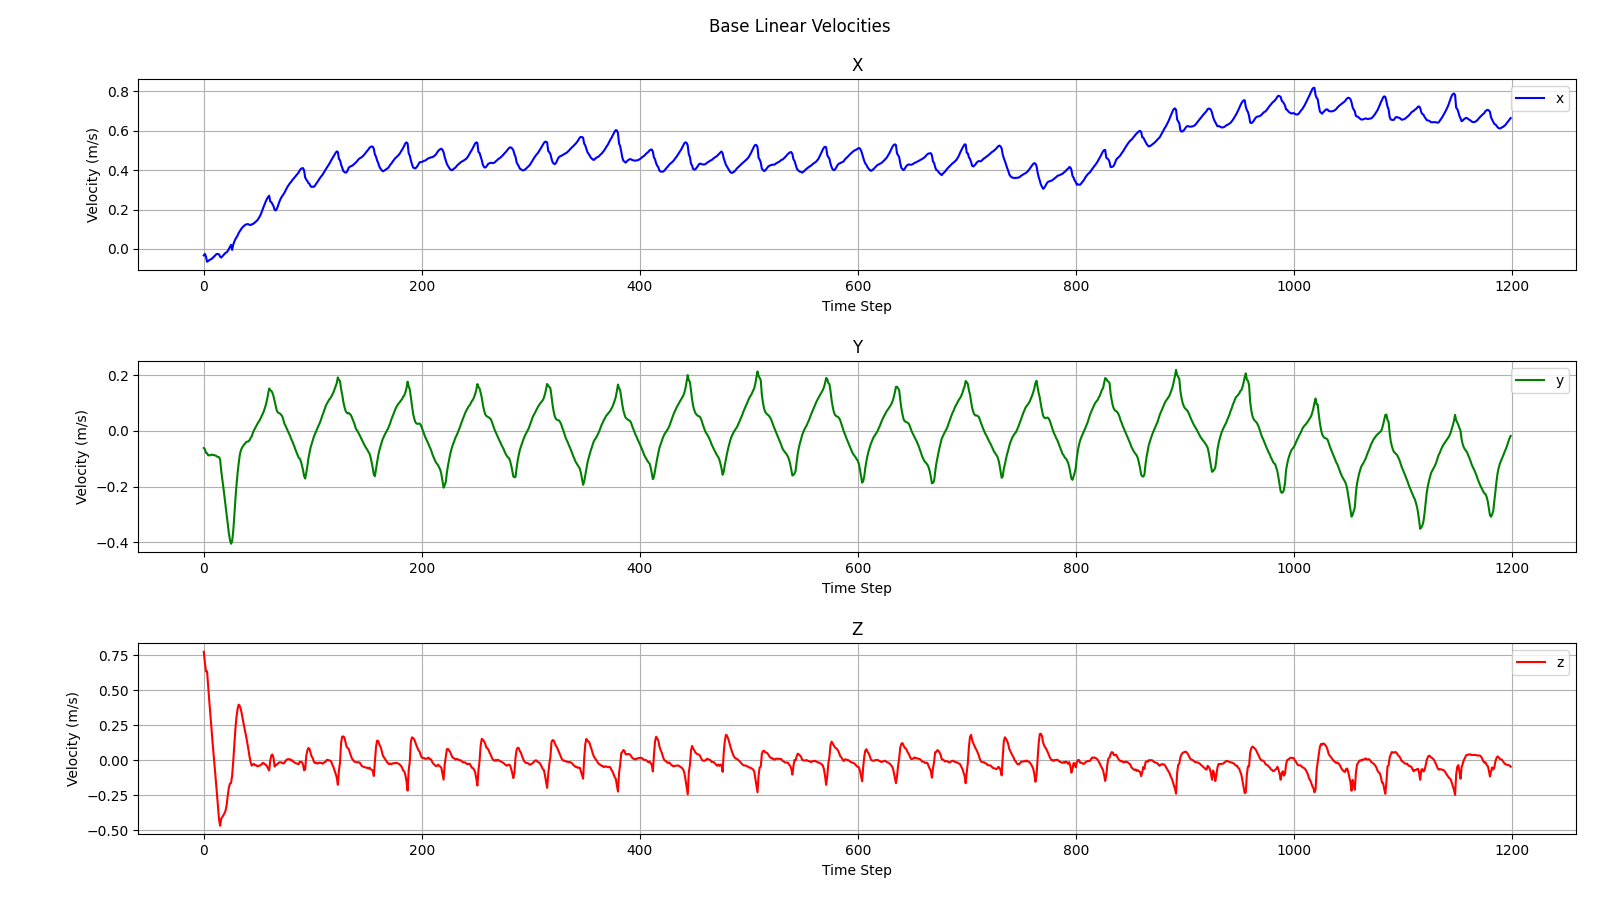 Base Linear Velocities
X
Velocity (m/s)
0.8
0.6
0.4
0.2
0.0
x
0 200 400 600 800 1000 1200
Time Step
Y
Velocity (m/s)
0.2
0.0
−0.2
−0.4
y
0 200 400 600 800 1000 1200
Time Step
Z
Velocity (m/s)
0.75
0.50
0.25
0.00
−0.25
−0.50
z
0 200 400 600 800 1000 1200
Time Step